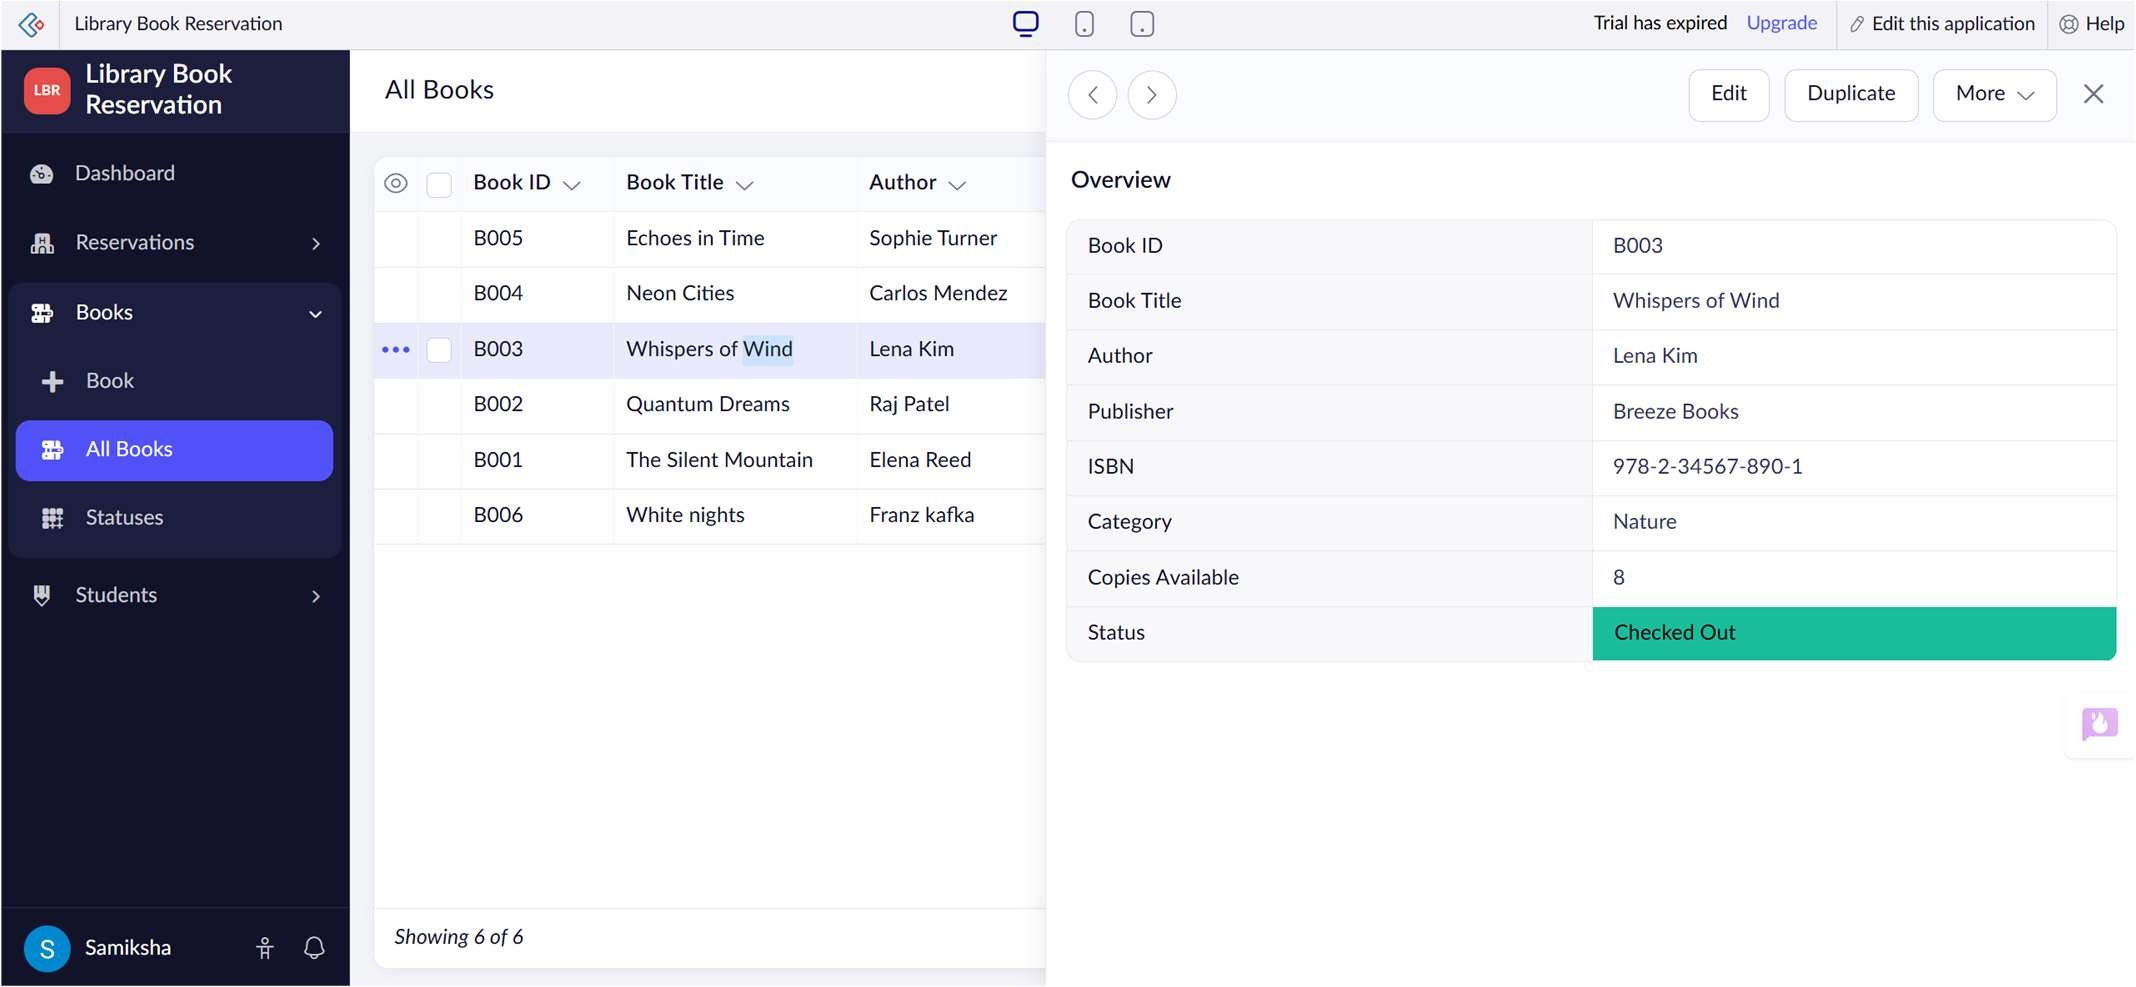 Library Book Reservation
Trial has expired Upgrade Edit this application Help
LBR
Library Book
Reservation
Dashboard
Reservations
Books
Book
All Books
Statuses
Students
S Samiksha
All Books
Book ID Book Title Author
B005 Echoes in Time Sophie Turner
B004 Neon Cities Carlos Mendez
B003 Whispers of Wind Lena Kim
B002 Quantum Dreams Raj Patel
B001 The Silent Mountain Elena Reed
B006 White nights Franz kafka
Showing 6 of 6
Edit Duplicate More
Overview
Book ID B003
Book Title Whispers of Wind
Author Lena Kim
Publisher Breeze Books
ISBN 978-2-34567-890-1
Category Nature
Copies Available 8
Status Checked Out